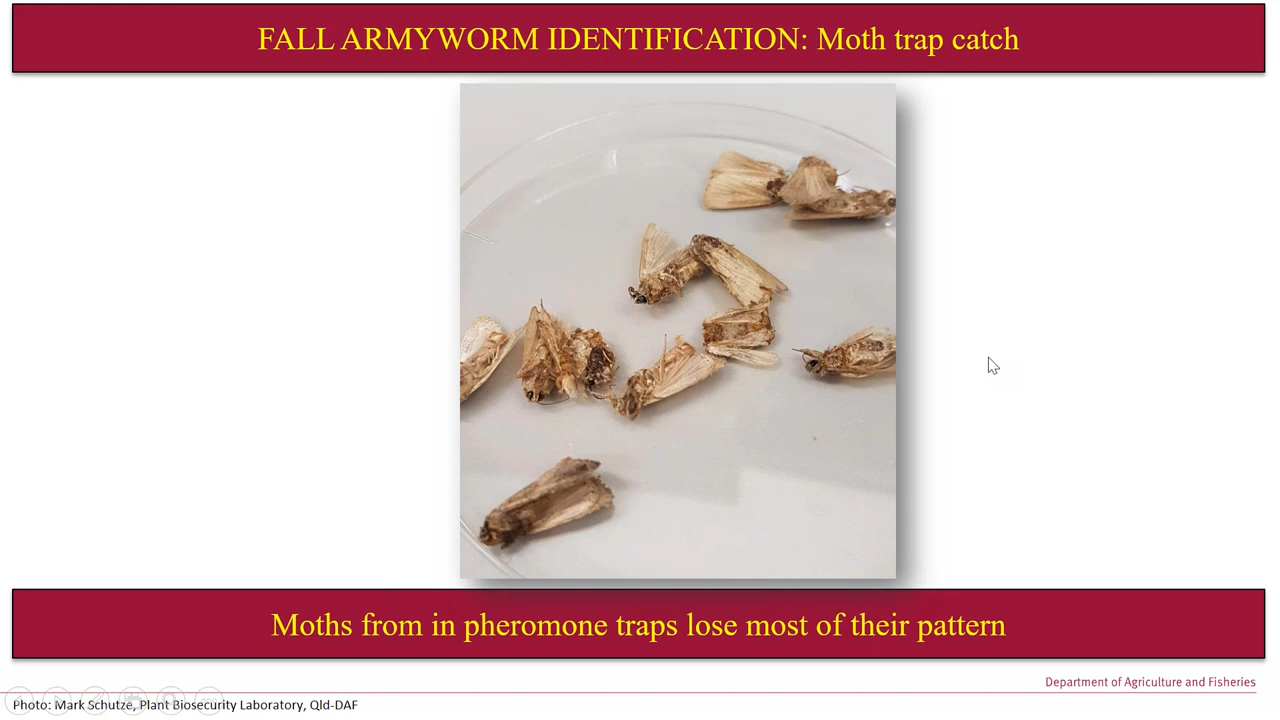 FALL ARMYWORM IDENTIFICATION: Moth trap catch
Moths from in pheromone traps lose most of their pattern
Department of Agriculture and Fisheries
Photo: Mark Schutze, Plant Biosecurity Laboratory, Qld-DAF